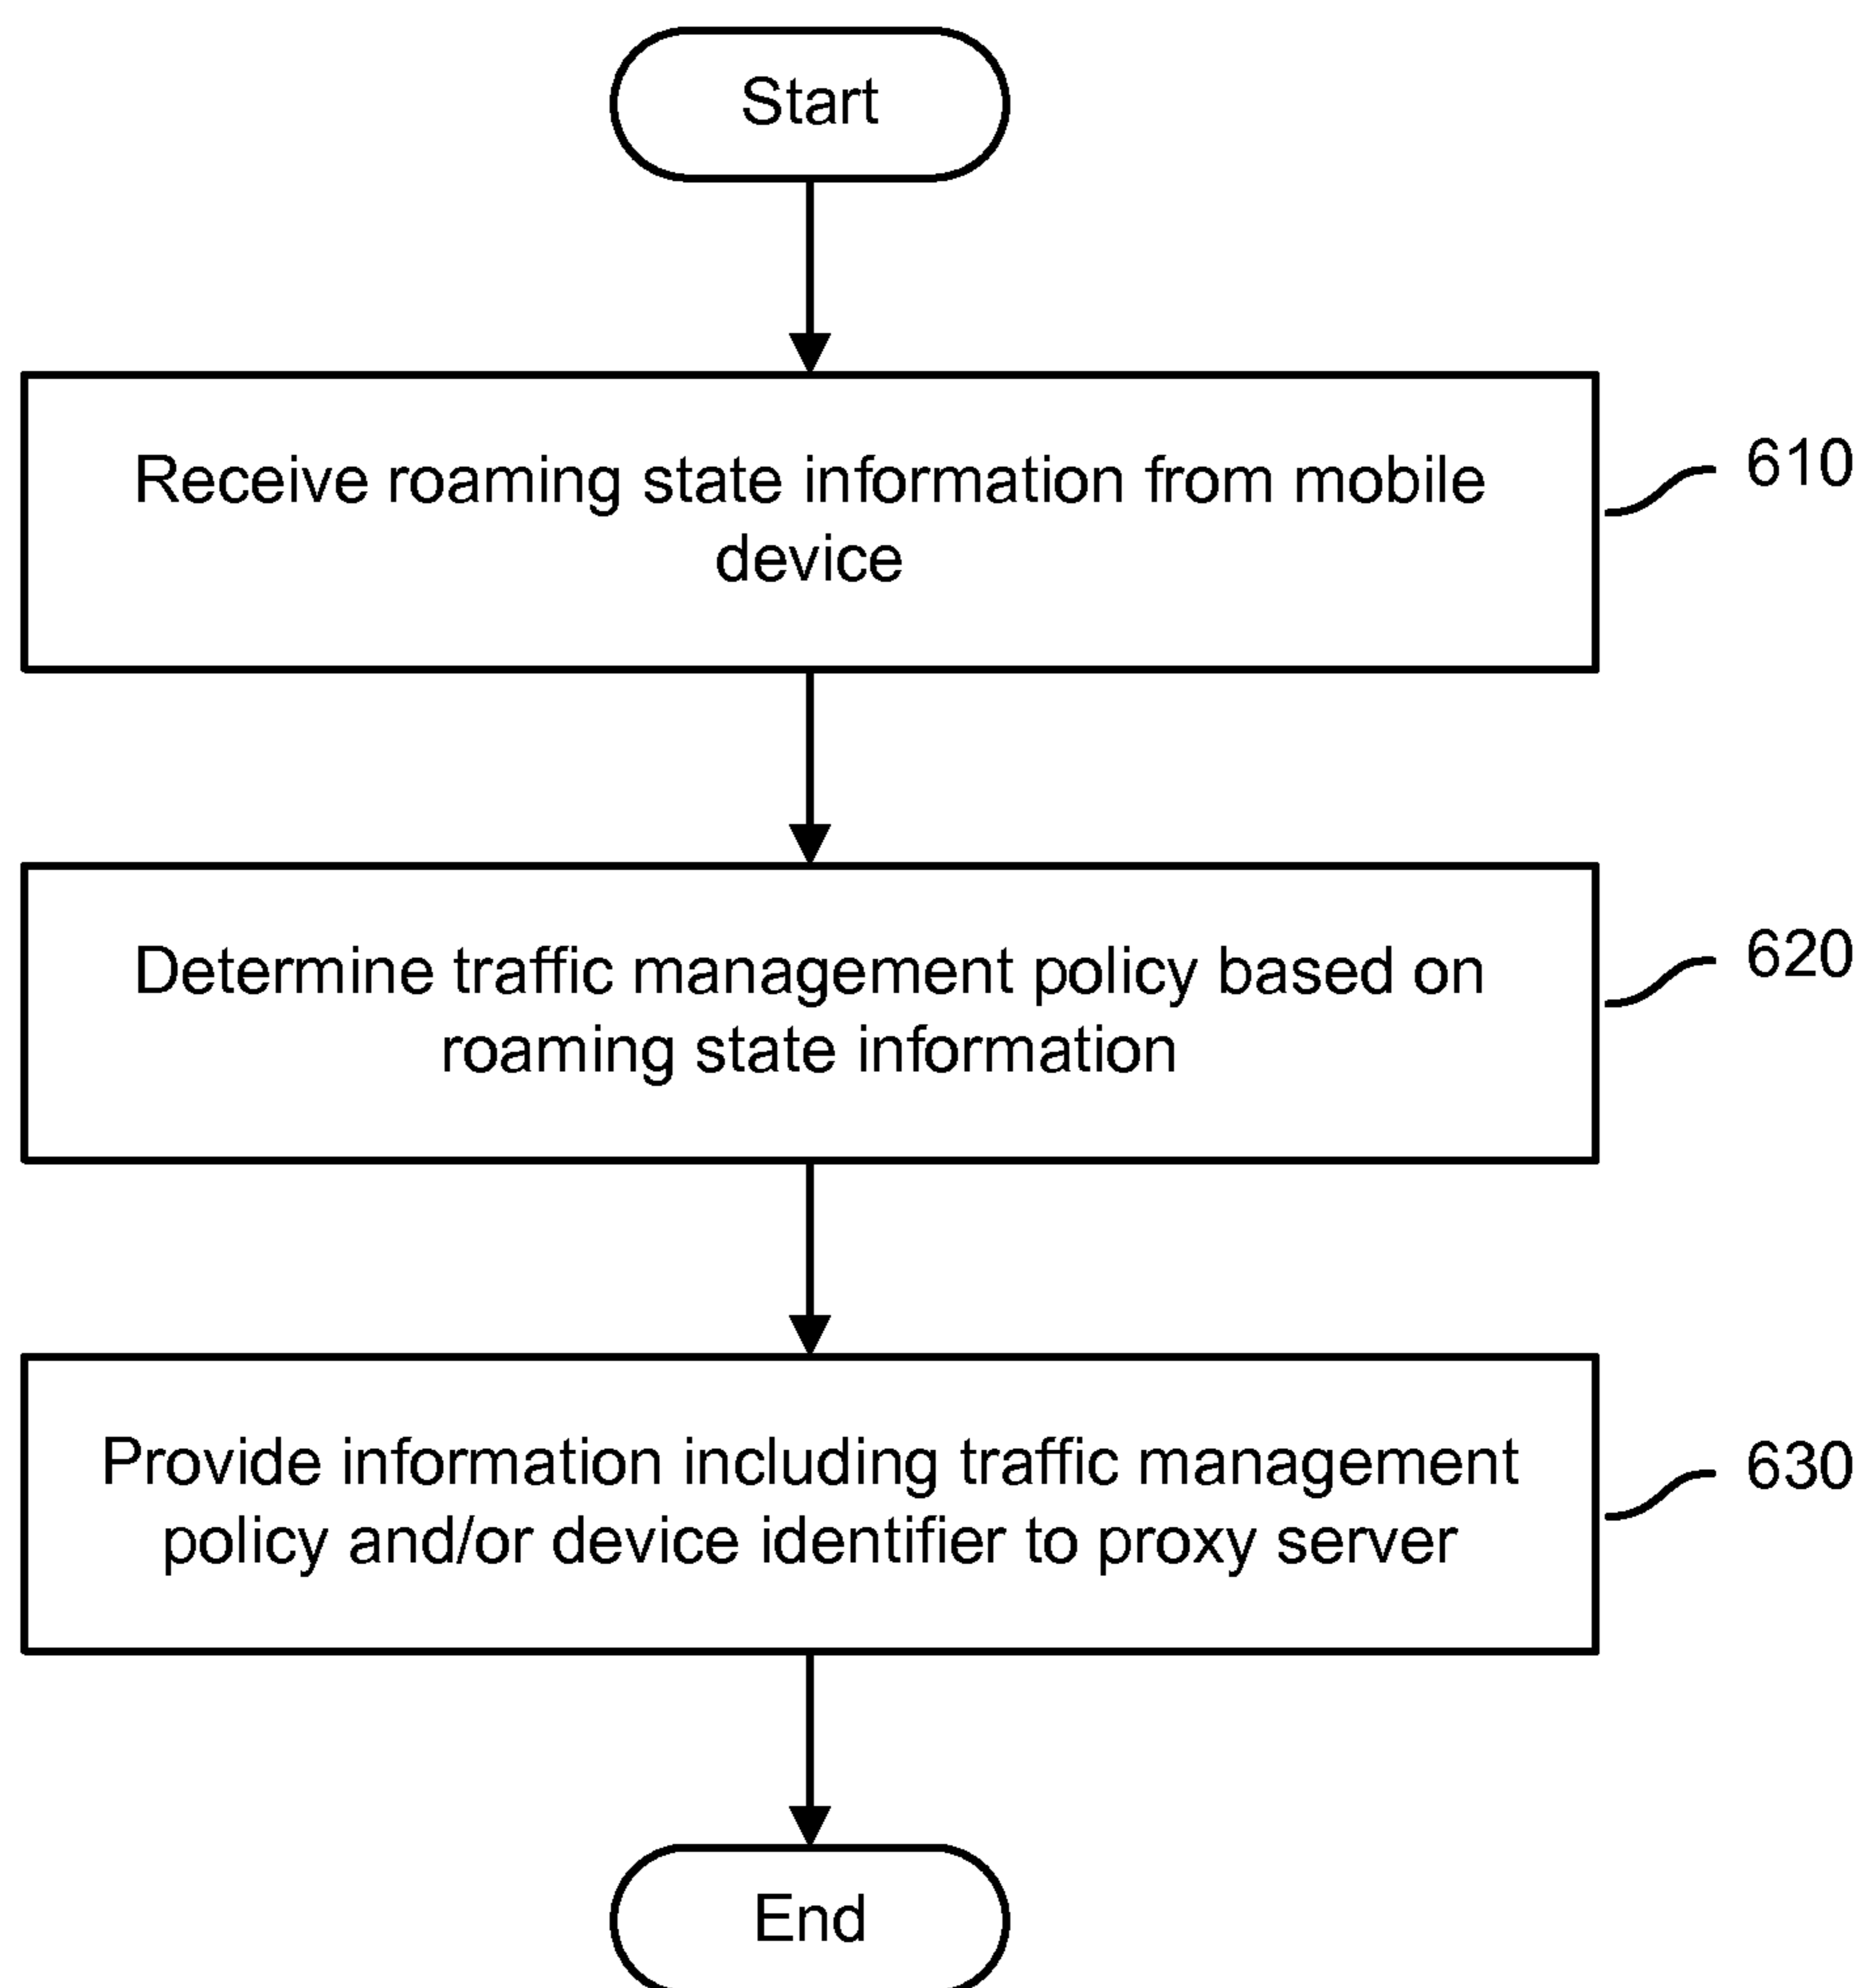 Start
Receive roaming state information from mobile
device
610
Determine traffic management policy based on
roaming state information
620
Provide information including traffic management
policy and/or device identifier to proxy server
630
End